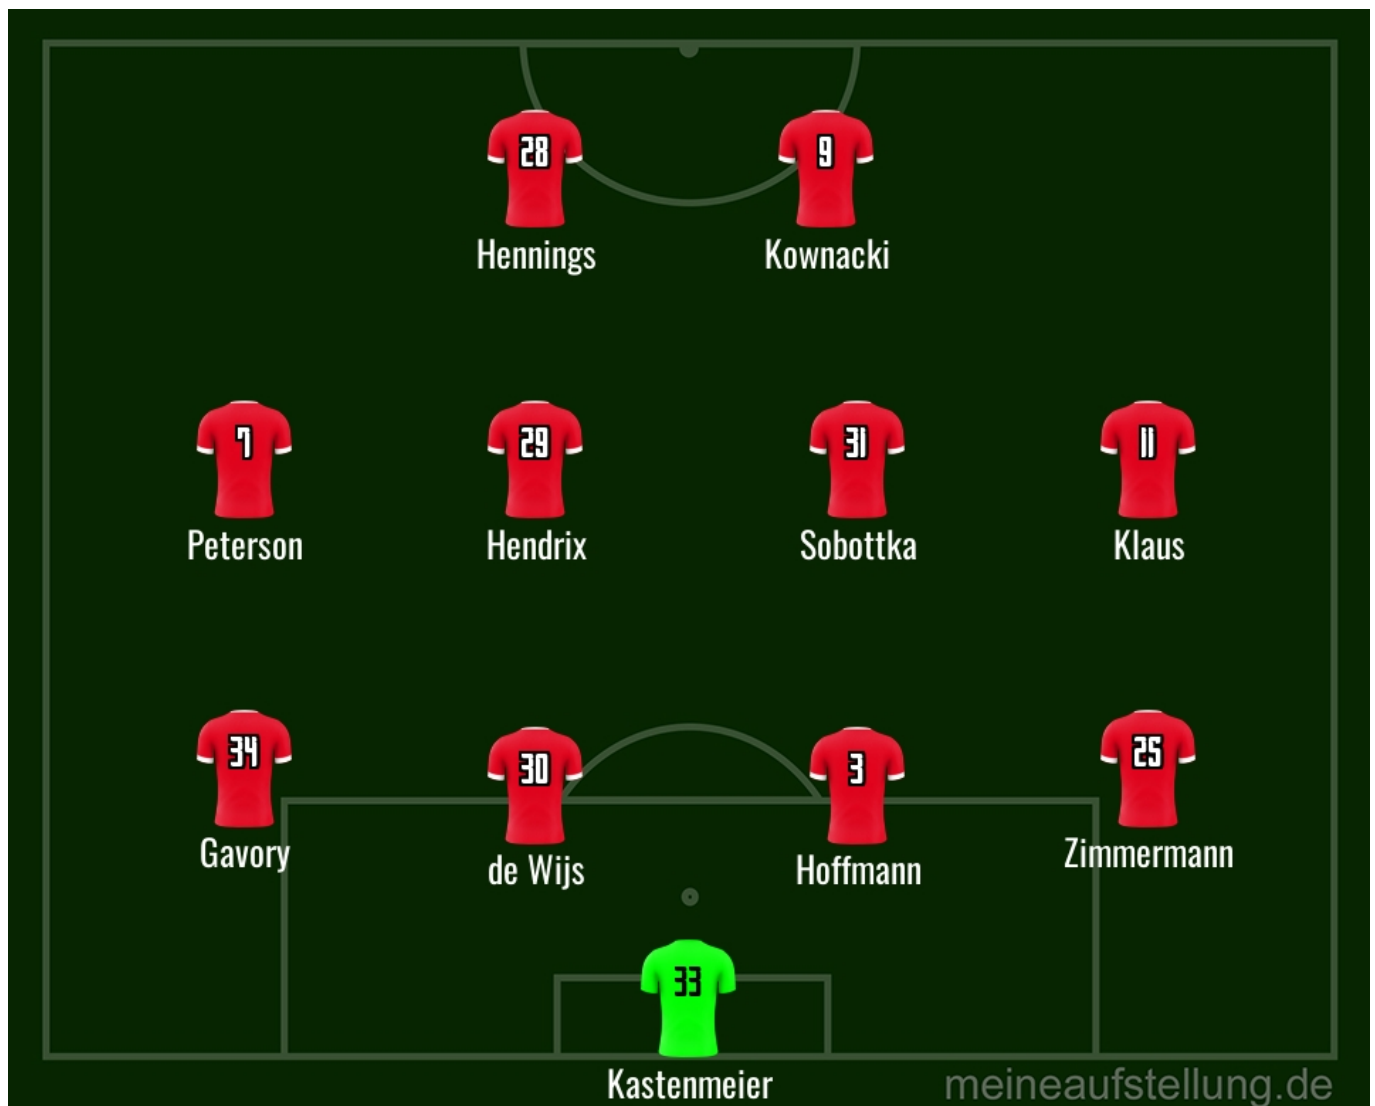 28 9
Hennings Kownacki
7 29 31 11
Peterson Hendrix Sobottka Klaus
34 30 3 25
Gavory de Wijs Hoffmann Zimmermann
33
Kastenmeier
meineaufstellung.de